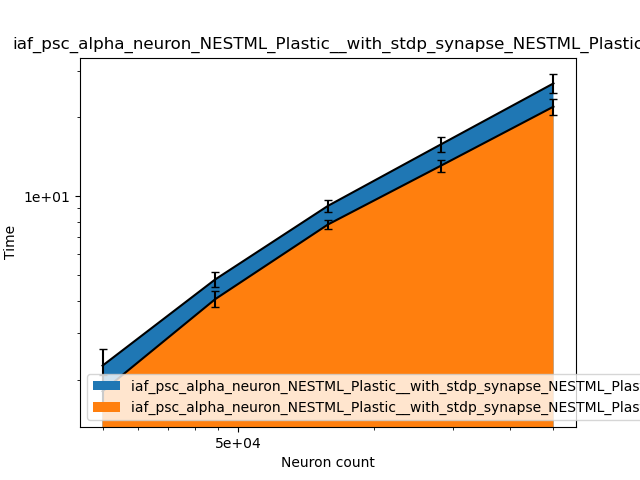 iaf_psc_alpha_neuron_NESTML_Plastic__with_stdp_synapse_NESTML_Plastic
1e+01
Time
iaf_psc_alpha_neuron_NESTML_Plastic__with_stdp_synapse_NESTML_Plas
iaf_psc_alpha_neuron_NESTML_Plastic__with_stdp_synapse_NESTML_Plas
5e+04
Neuron count